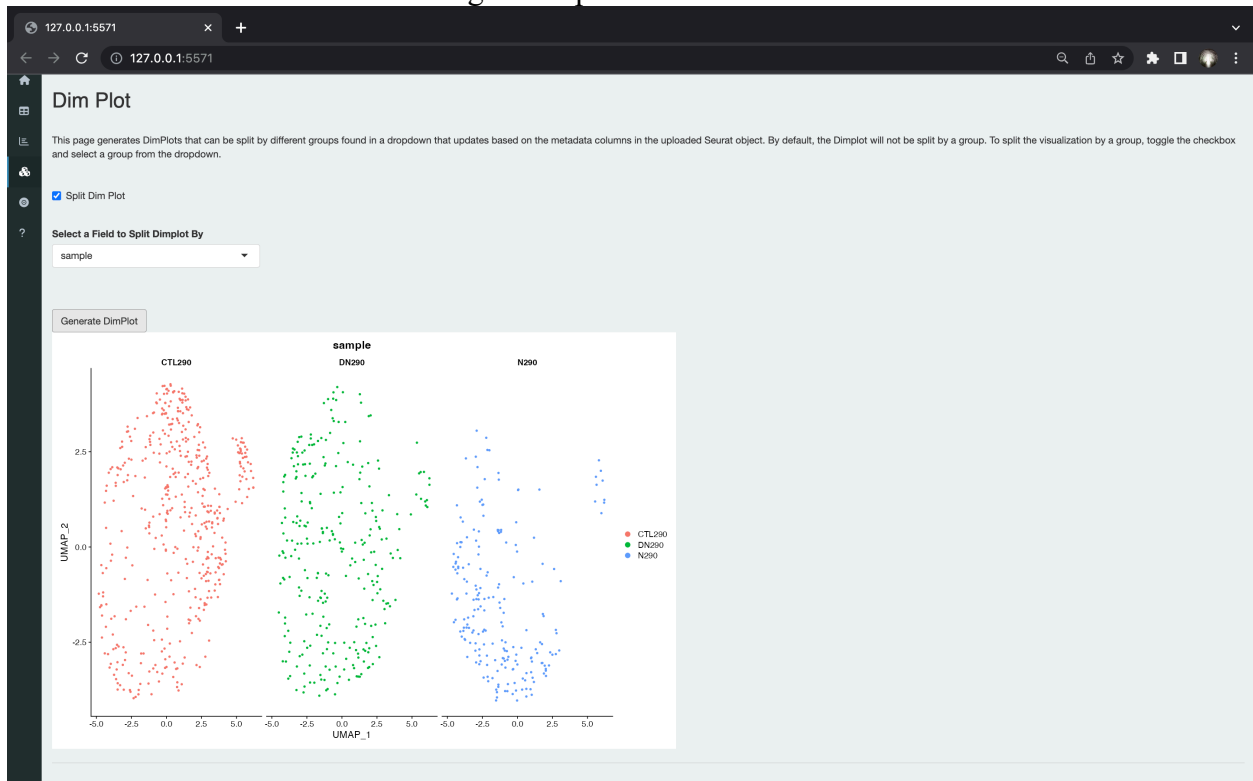 127.0.0.1:5571
127.0.0.1:5571
Dim Plot
This page generates DimPlots that can be split by different groups found in a dropdown that updates based on the metadata columns in the uploaded Seurat object. By default, the Dimplot will not be split by a group. To split the visualization by a group, toggle the checkbox
and select a group from the dropdown.
Split Dim Plot
Select a Field to Split Dimplot By
sample
Generate DimPlot
sample
CTL290 DN290 N290
2.5
0.0
-2.5
UMAP_2
CTL290
DN290
N290
-5.0 -2.5 0.0 2.5 5.0 -5.0 -2.5 0.0 2.5 5.0 -5.0 -2.5 0.0 2.5 5.0
UMAP_1